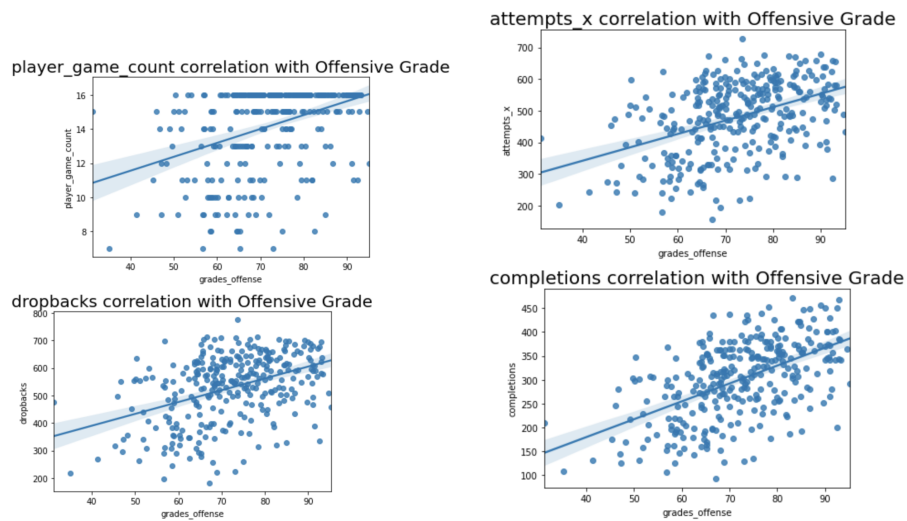 player_game_count correlation with Offensive Grade
16
14
12
10
8
player_game_count
40 50 60 70 80 90
grades_offense
attempts_x correlation with Offensive Grade
700
600
500
400
300
200
attempts_x
40 50 60 70 80 90
grades_offense
dropbacks correlation with Offensive Grade
800
700
600
500
400
300
200
dropbacks
40 50 60 70 80 90
grades_offense
completions correlation with Offensive Grade
450
400
350
300
250
200
150
100
completions
40 50 60 70 80 90
grades_offense